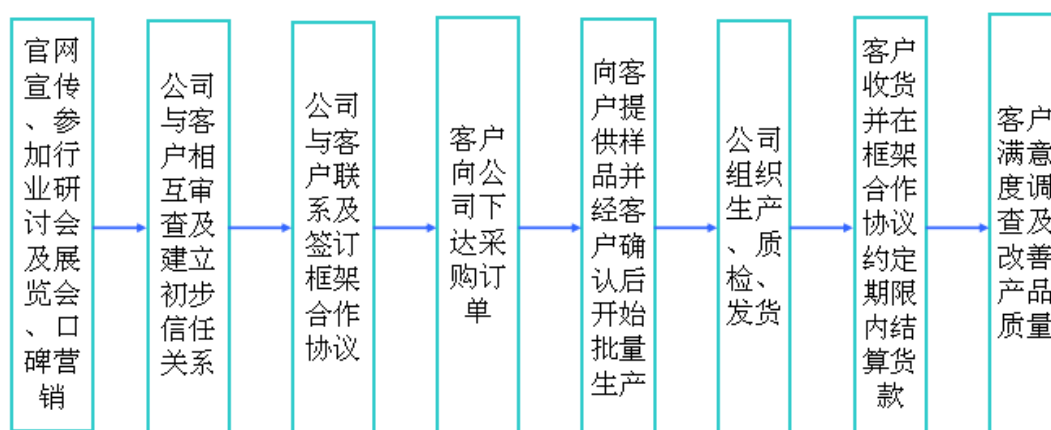 官网
宣传
、参
加行
业研
讨会
及展
览会
、口
碑营
销
公司
与客
户相
互审
查及
建立
初步
信任
关系
公司
与客
户联
系及
签订
框架
合作
协议
客户
向公
司下
达采
购订
单
向客
户提
供样
品并
经客
户确
认后
开始
批量
生产
公司
组织
生产
、质
检、
发货
客户
收货
并在
框架
合作
协议
约定
期限
内结
算货
款
客户
满意
度调
查及
改善
产品
质量